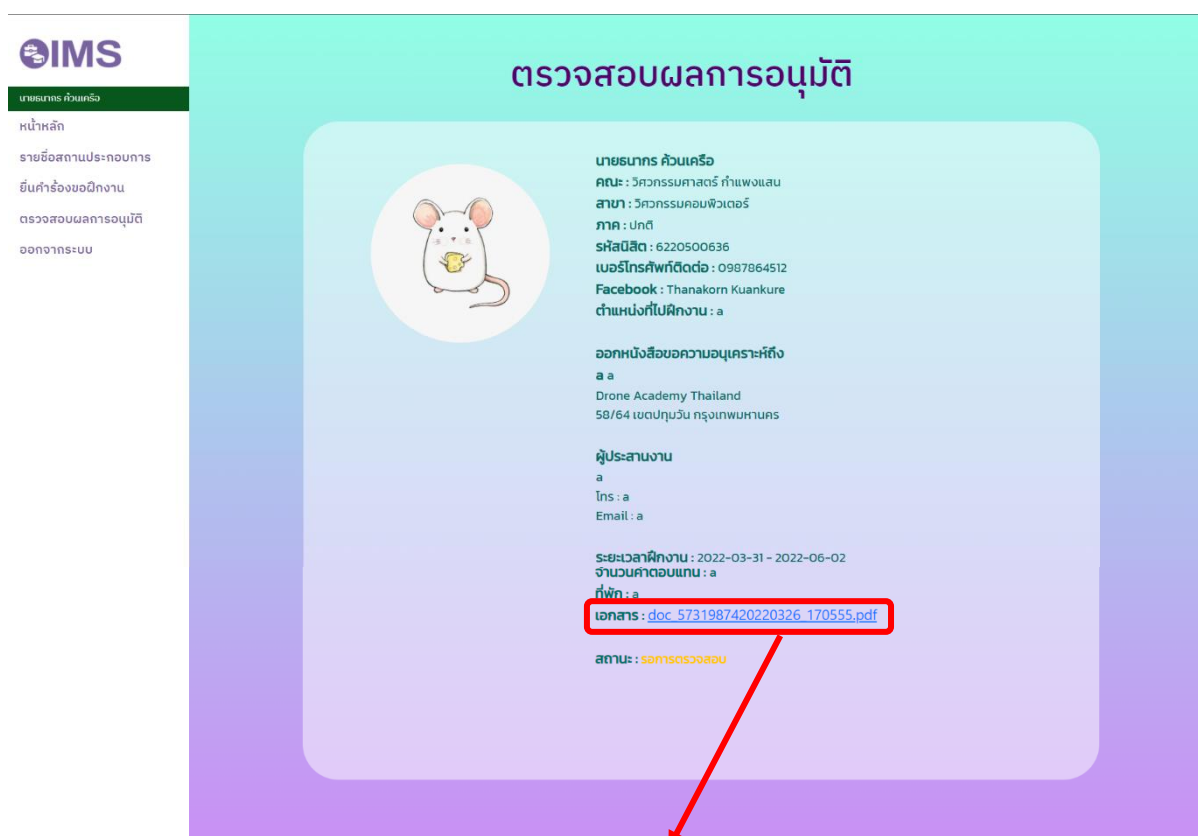 IMS
นายธนากร ค้วนเครือ
หน้าหลัก
รายชื่อสถานประกอบการ
ยื่นคำร้องขอฝึกงาน
ตรวจสอบผลการอนุมัติ
ออกจากระบบ
ตรวจสอบผลการอนุมัติ
นายธนากร ค้วนเครือ
คณะ : วิศวกรรมศาสตร์ กำแพงแสน
สาขา : วิศวกรรมคอมพิวเตอร์
ภาค : ปกติ
รหัสนิสิต : 6220500636
เบอร์โทรศัพท์ติดต่อ : 0987864512
Facebook : Thanakorn Kuankure
ตำแหน่งที่ไปฝึกงาน : a
ออกหนังสือขอความอนุเคราะห์ถึง
a a
Drone Academy Thailand
58/64 เขตปทุมวัน กรุงเทพมหานคร
ผู้ประสานงาน
a
โทร : a
Email : a
ระยะเวลาฝึกงาน : 2022-03-31 - 2022-06-02
จำนวนค่าตอบแทน : a
ที่พัก : a
เอกสาร : doc_5731987420220326_170555.pdf
สถานะ : รอการตรวจสอบ